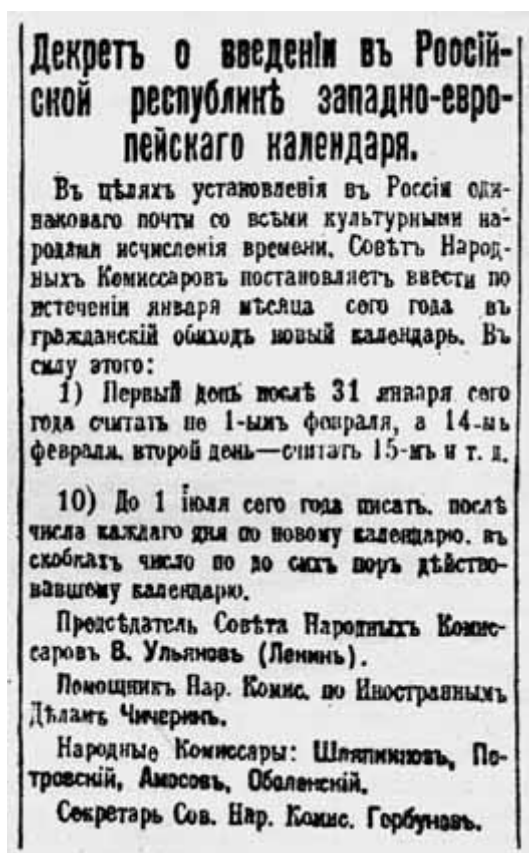 Декретъ о введеніи въ Роосій-
ской республикѣ западно-евро-
пейскаго календаря.
Въ цѣляхъ установленія въ Россіи оди-
наковаго почти со всѣми культурными на-
родами исчисленія времени. Совѣтъ Народ-
ныхъ Комиссаровъ постановляетъ ввести по
истеченіи января мѣсяца сего года въ
гражданскій обиходъ новый календарь. Въ
силу этого:
1) Первый день послѣ 31 января сего
года считать не 1-ымъ февраля, а 14-мъ
февраля. второй день—считать 15-мъ и т. д.
10) До 1 іюля сего года писать. послѣ
числа каждаго дня по новому календарю. въ
скобкахъ число по до сихъ поръ дѣйство-
вавшему календарю.
Предсѣдатель Совѣта Народныхъ Комис-
саровъ В. Ульяновъ (Ленинъ).
Помощникъ Нар. Комис. по Иностраннымъ
Дѣламъ Чичеринъ.
Народные Комиссары: Шляпниковъ, Пе-
тровскій, Амосовъ, Оболенскій.
Секретарь Сов. Нар. Комис. Горбуновъ.